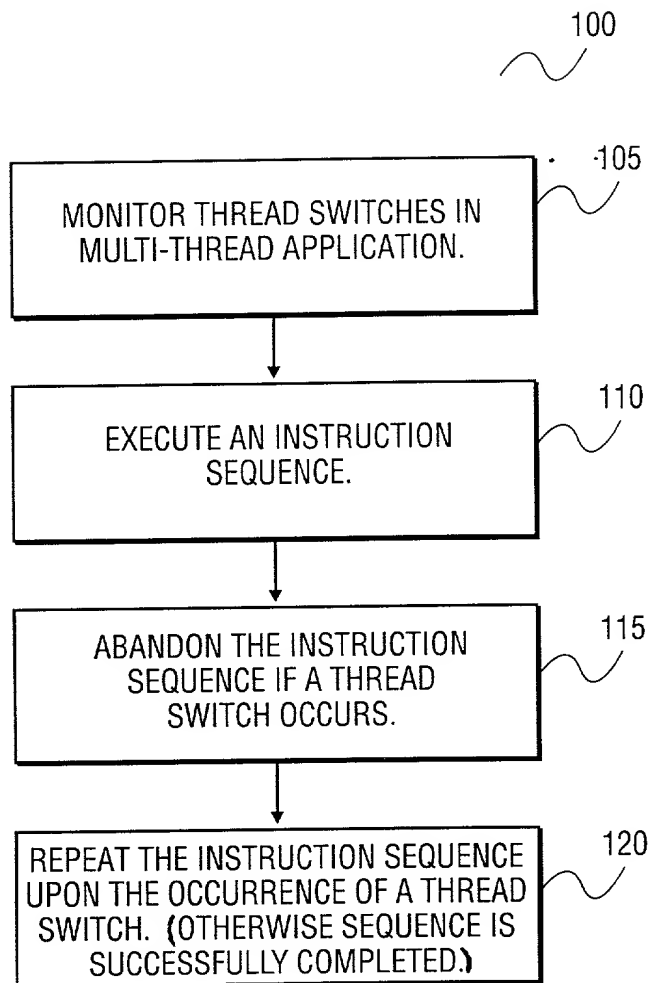 100
105
MONITOR THREAD SWITCHES IN
MULTI-THREAD APPLICATION.
110
EXECUTE AN INSTRUCTION
SEQUENCE.
115
ABANDON THE INSTRUCTION
SEQUENCE IF A THREAD
SWITCH OCCURS.
120
REPEAT THE INSTRUCTION SEQUENCE
UPON THE OCCURRENCE OF A THREAD
SWITCH. (OTHERWISE SEQUENCE IS
SUCCESSFULLY COMPLETED.)